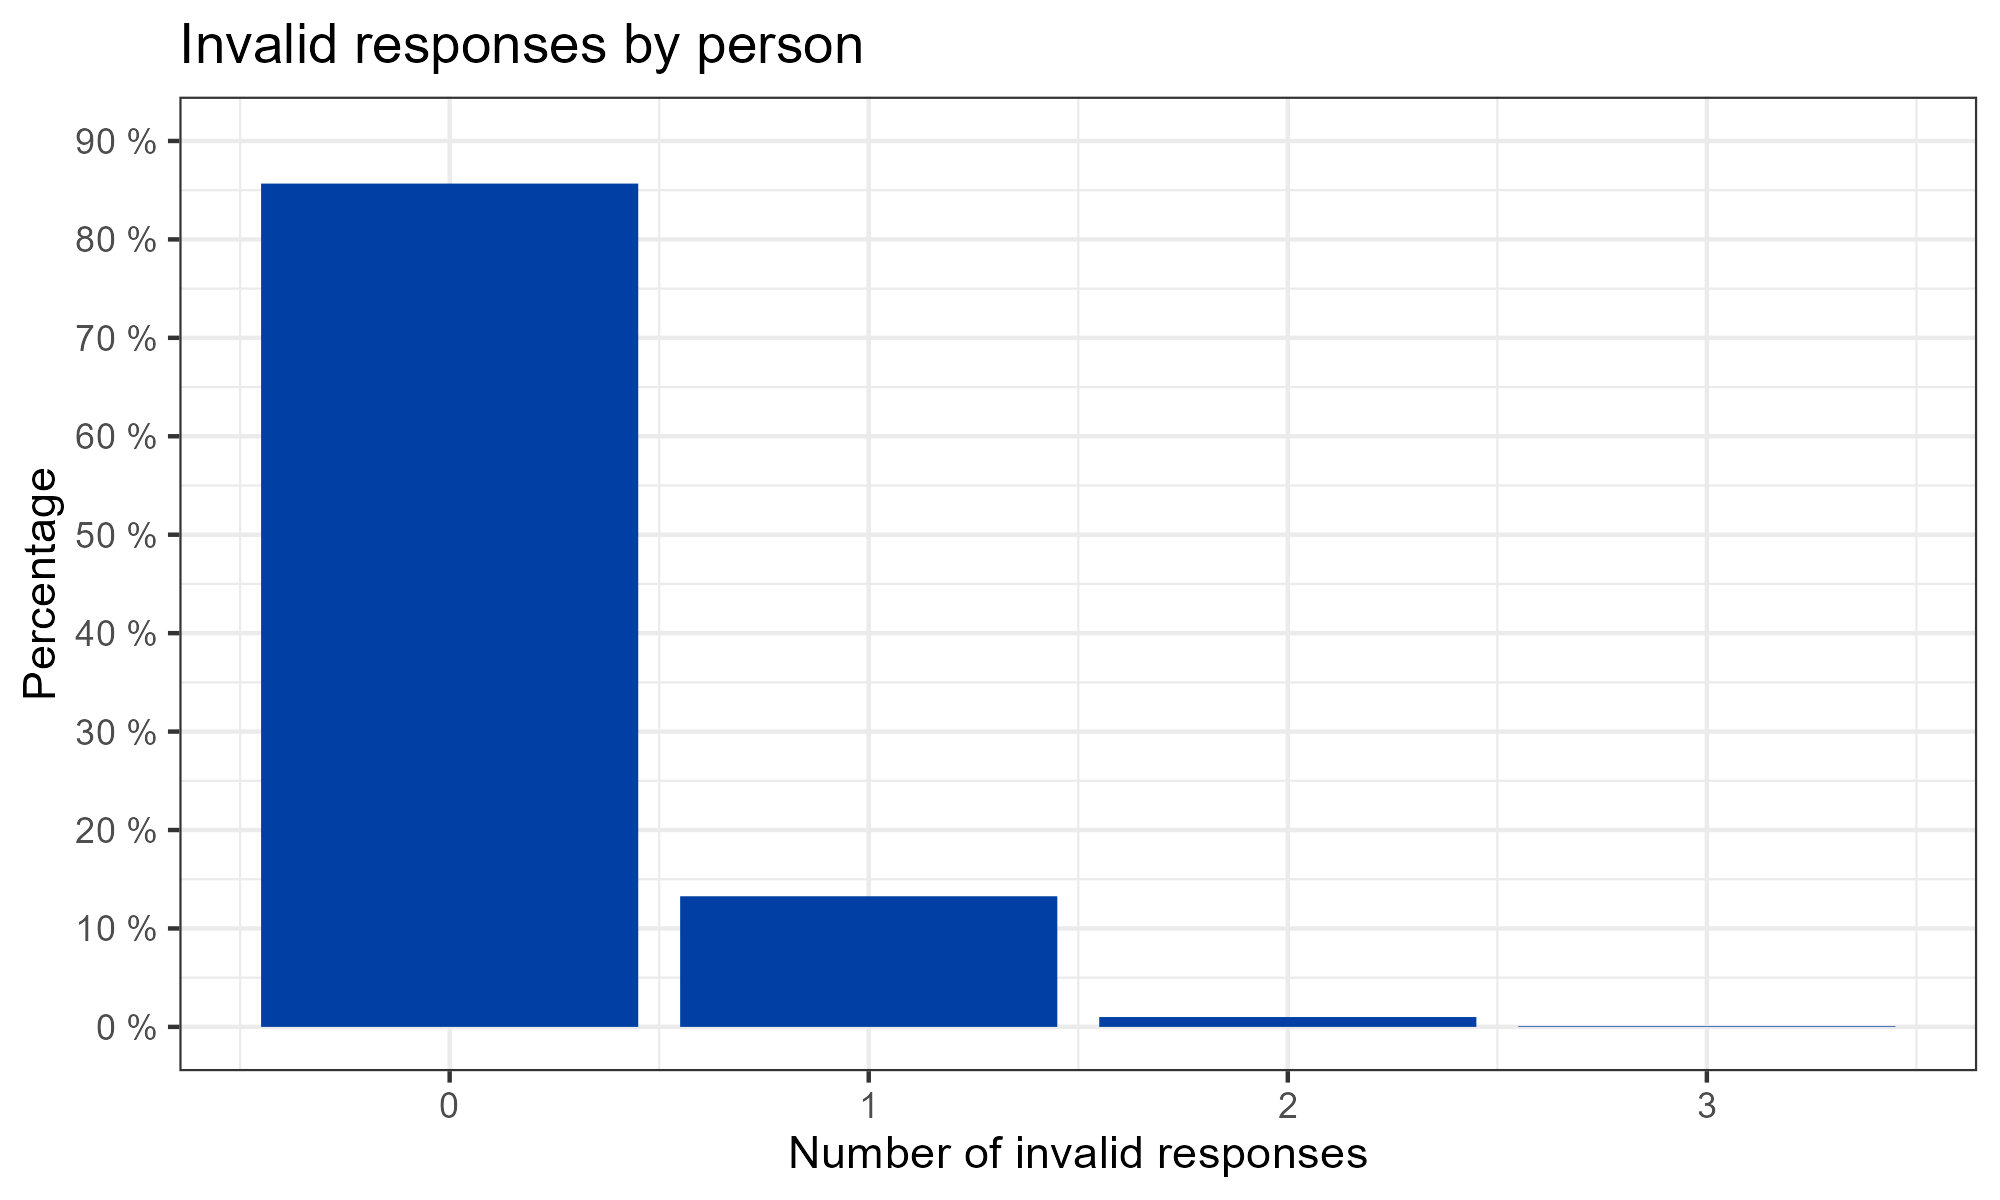 Invalid responses by person
90 %
80 %
70 %
60 %
50 %
40 %
30 %
20 %
10 %
0 %
Percentage
0 1 2 3
Number of invalid responses